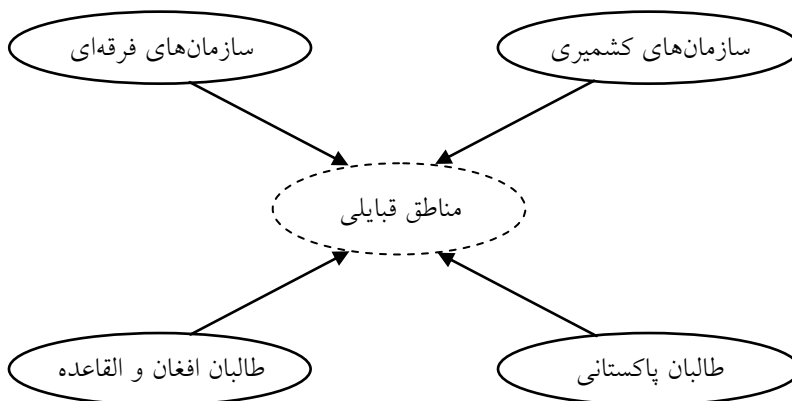 سازمان‌های کشمیری
سازمان‌های فرقه‌ای
مناطق قبایلی
طالبان پاکستانی
طالبان افغان و القاعده